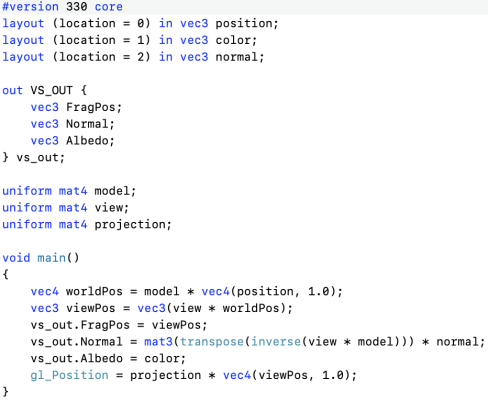 #version 330 core
layout (location = 0) in vec3 position;
layout (location = 1) in vec3 color;
layout (location = 2) in vec3 normal;

out VS_OUT {
    vec3 FragPos;
    vec3 Normal;
    vec3 Albedo;
} vs_out;

uniform mat4 model;
uniform mat4 view;
uniform mat4 projection;

void main()
{
    vec4 worldPos = model * vec4(position, 1.0);
    vec3 viewPos = vec3(view * worldPos);
    vs_out.FragPos = viewPos;
    vs_out.Normal = mat3(transpose(inverse(view * model))) * normal;
    vs_out.Albedo = color;
    gl_Position = projection * vec4(viewPos, 1.0);
}